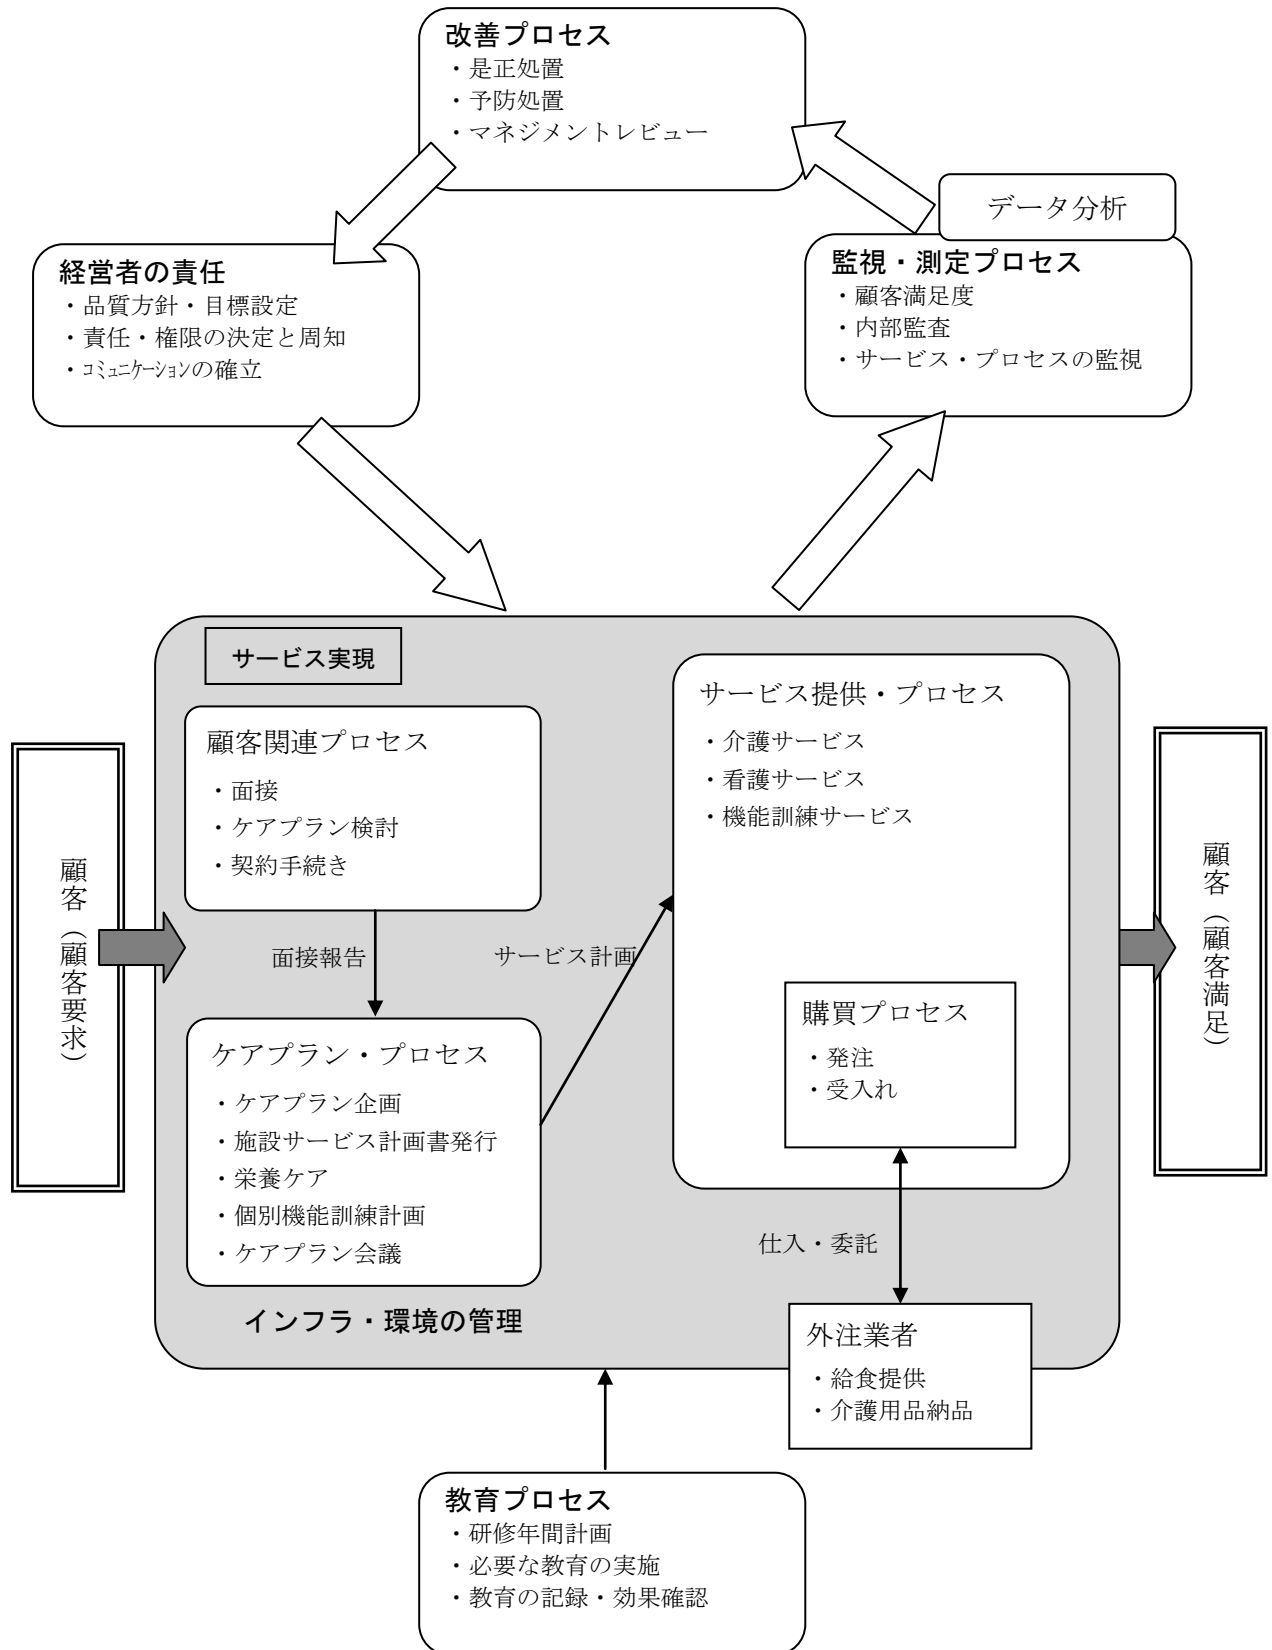 改善プロセス
・是正処置
・予防処置
・マネジメントレビュー
データ分析
監視・測定プロセス
・顧客満足度
・内部監査
・サービス・プロセスの監視
経営者の責任
・品質方針・目標設定
・責任・権限の決定と周知
・ｺﾐｭﾆｹｰｼｮﾝの確立
サービス実現
顧客関連プロセス
・面接
・ケアプラン検討
・契約手続き
サービス提供・プロセス
・介護サービス
・看護サービス
・機能訓練サービス
顧客（顧客要求）
顧客（顧客満足）
面接報告
サービス計画
購買プロセス
・発注
・受入れ
ケアプラン・プロセス
・ケアプラン企画
・施設サービス計画書発行
・栄養ケア
・個別機能訓練計画
・ケアプラン会議
仕入・委託
インフラ・環境の管理
外注業者
・給食提供
・介護用品納品
教育プロセス
・研修年間計画
・必要な教育の実施
・教育の記録・効果確認